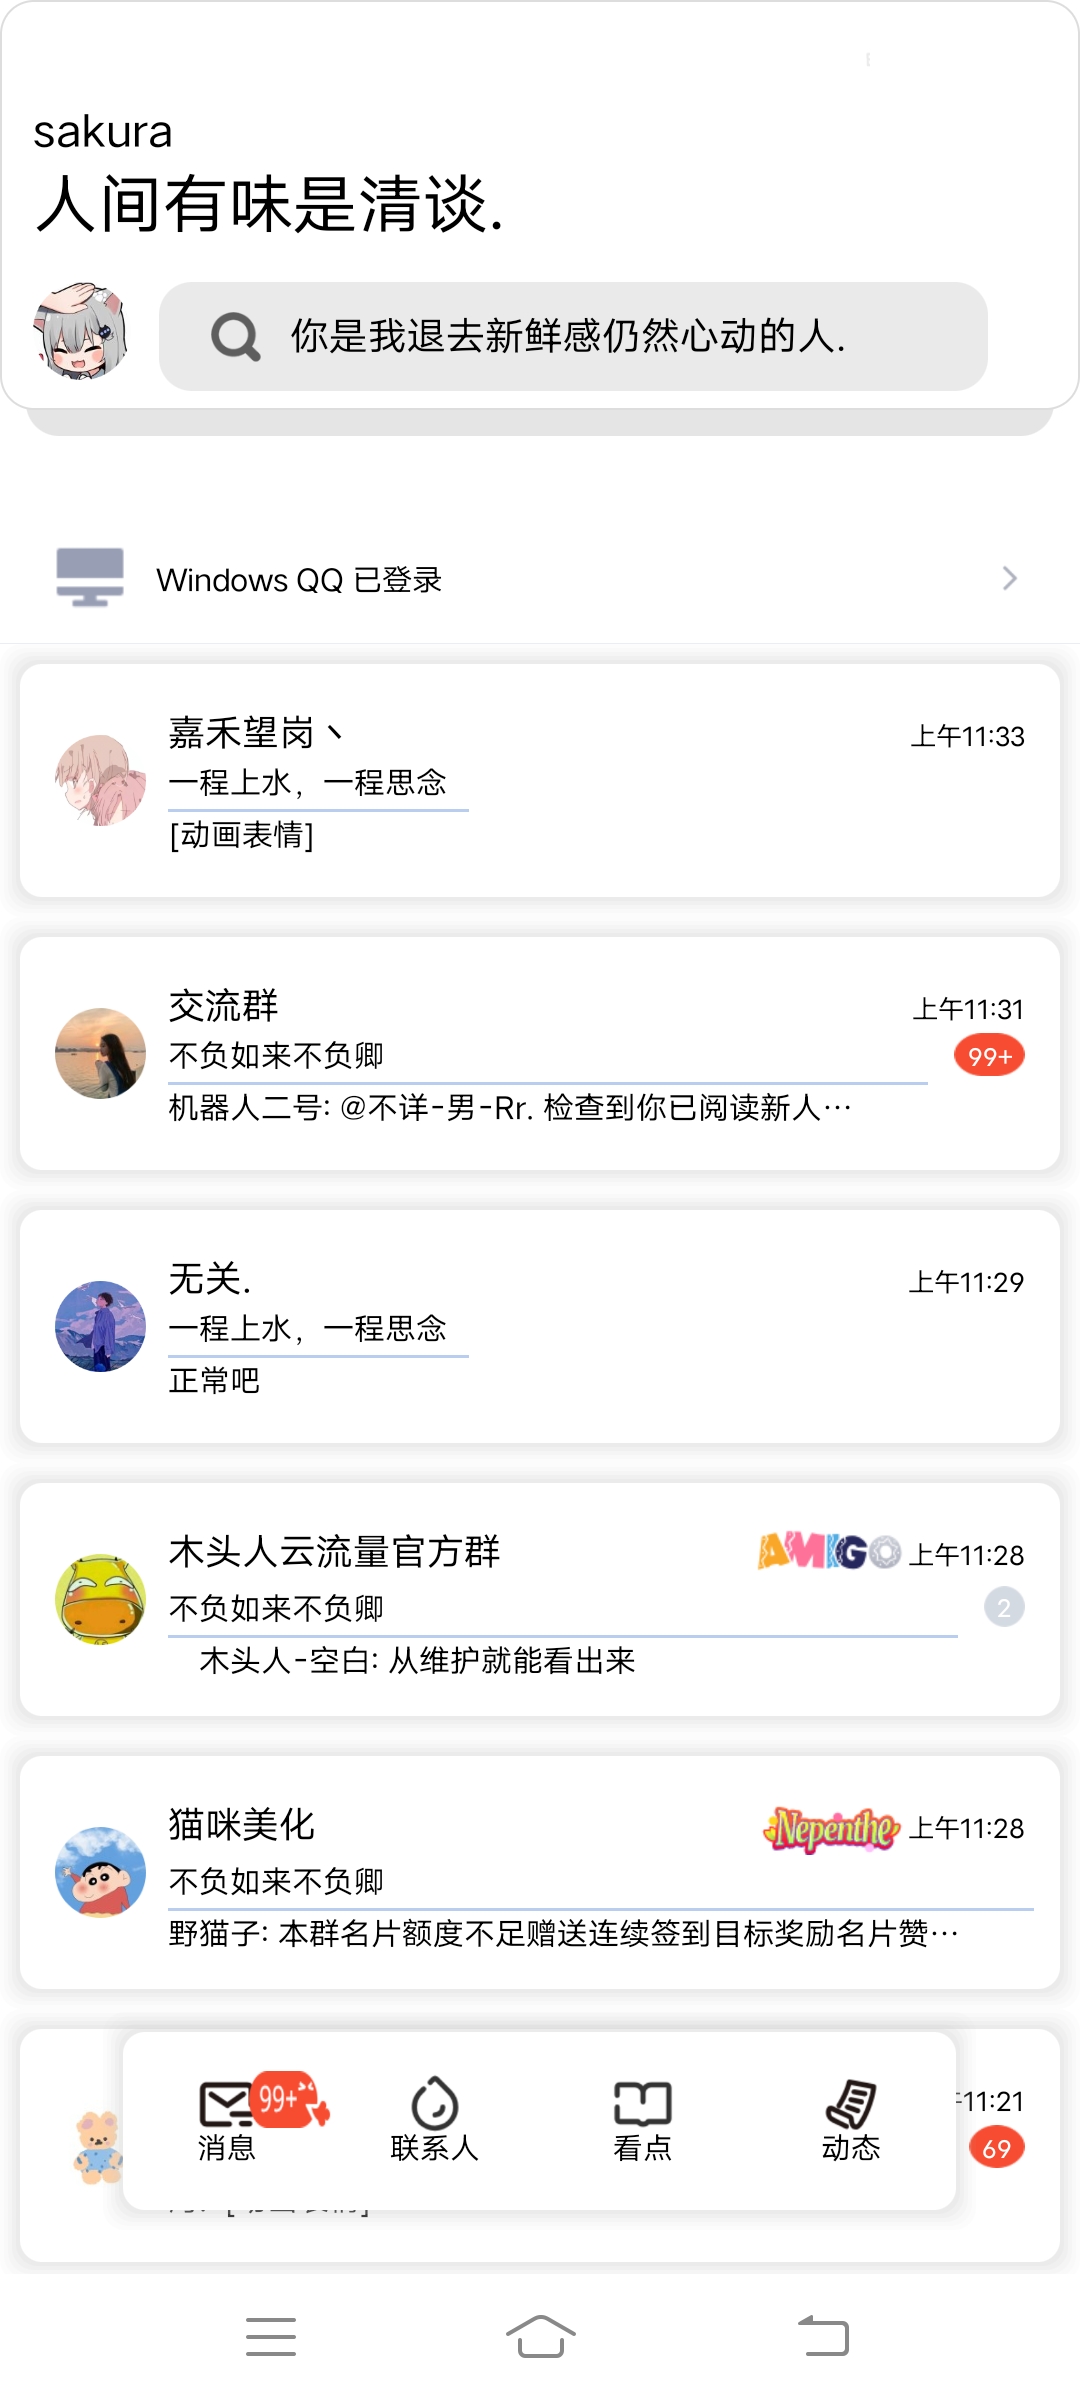 sakura
人间有味是清谈.
你是我退去新鲜感仍然心动的人.
Windows QQ 已登录
嘉禾望岗丶
上午11:33
一程上水，一程思念
[动画表情]
交流群
上午11:31
不负如来不负卿
99+
机器人二号: @不详-男-Rr. 检查到你已阅读新人…
无关.
上午11:29
一程上水，一程思念
正常吧
木头人云流量官方群
AMIGO
上午11:28
不负如来不负卿
2
木头人-空白: 从维护就能看出来
猫咪美化
Nepenthe
上午11:28
不负如来不负卿
野猫子: 本群名片额度不足赠送连续签到目标奖励名片赞…
11:21
69
99+
消息
联系人
看点
动态